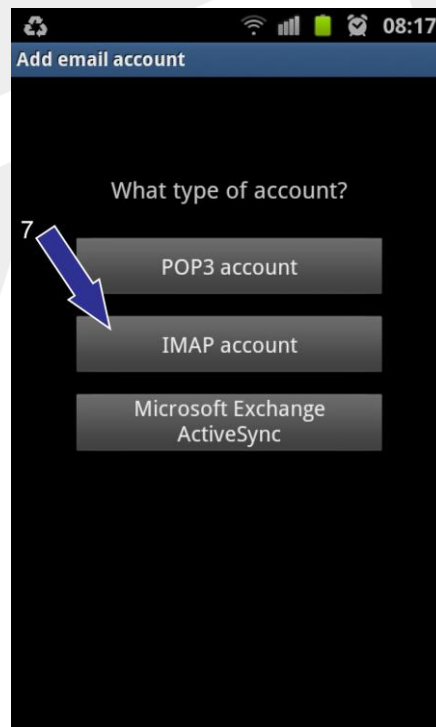 08:17
Add email account
What type of account?
7
POP3 account
IMAP account
Microsoft Exchange
ActiveSync